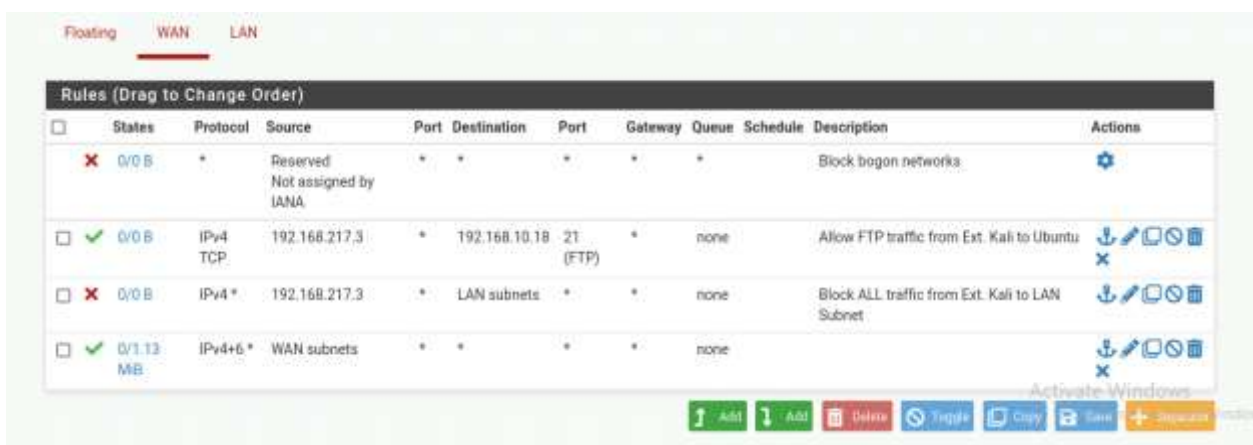 Floating WAN LAN
Rules (Drag to Change Order)
States Protocol Source Port Destination Port Gateway Queue Schedule Description Actions
0/0 B * Reserved * * * * * Block bogon networks
Not assigned by
IANA
0/0 B IPv4 192.168.217.3 * 192.168.10.18 21 * none Allow FTP traffic from Ext. Kali to Ubuntu
TCP (FTP)
0/0 B IPv4 * 192.168.217.3 * LAN subnets * * none Block ALL traffic from Ext. Kali to LAN
Subnet
0/1.13 IPv4+6 * WAN subnets * * * * none
MiB
Activate Windows
Add Add Delete Toggle Copy Save Separator